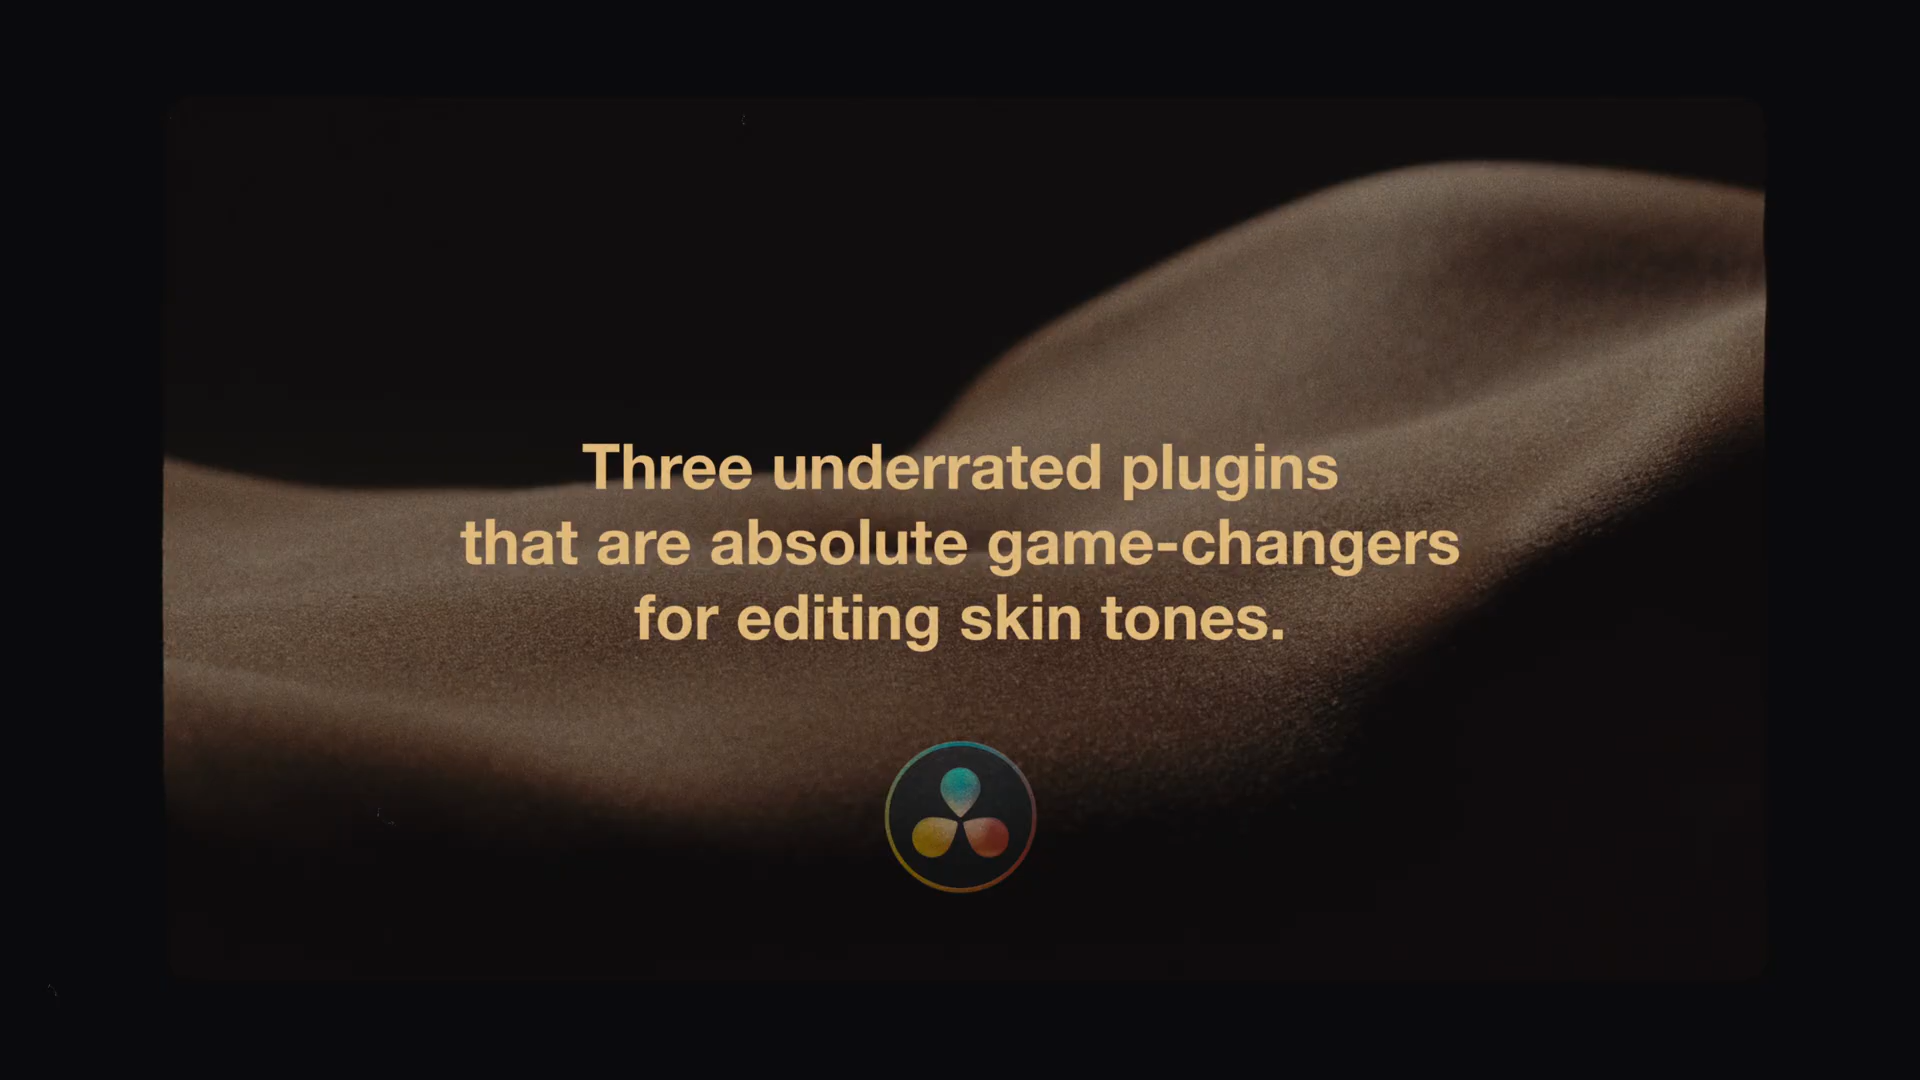 Three underrated plugins
that are absolute game-changers
for editing skin tones.